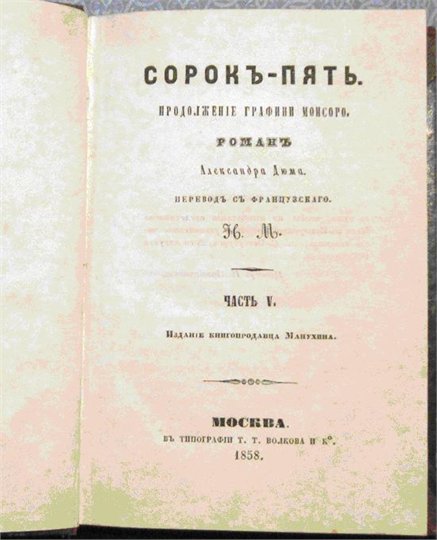 СОРОКЪ-ПЯТЬ.
ПРОДОЛЖЕНІЕ ГРАФИНИ МОНСОРО.
РОМАНЪ
Александра Дюма.
ПЕРЕВОДЪ СЪ ФРАНЦУЗСКАГО.
Н. М.
ЧАСТЬ V.
Изданіе книгопродавца Манухина.
МОСКВА.
ВЪ ТИПОГРАФІИ Т. Т. ВОЛКОВА И К⁰.
1858.